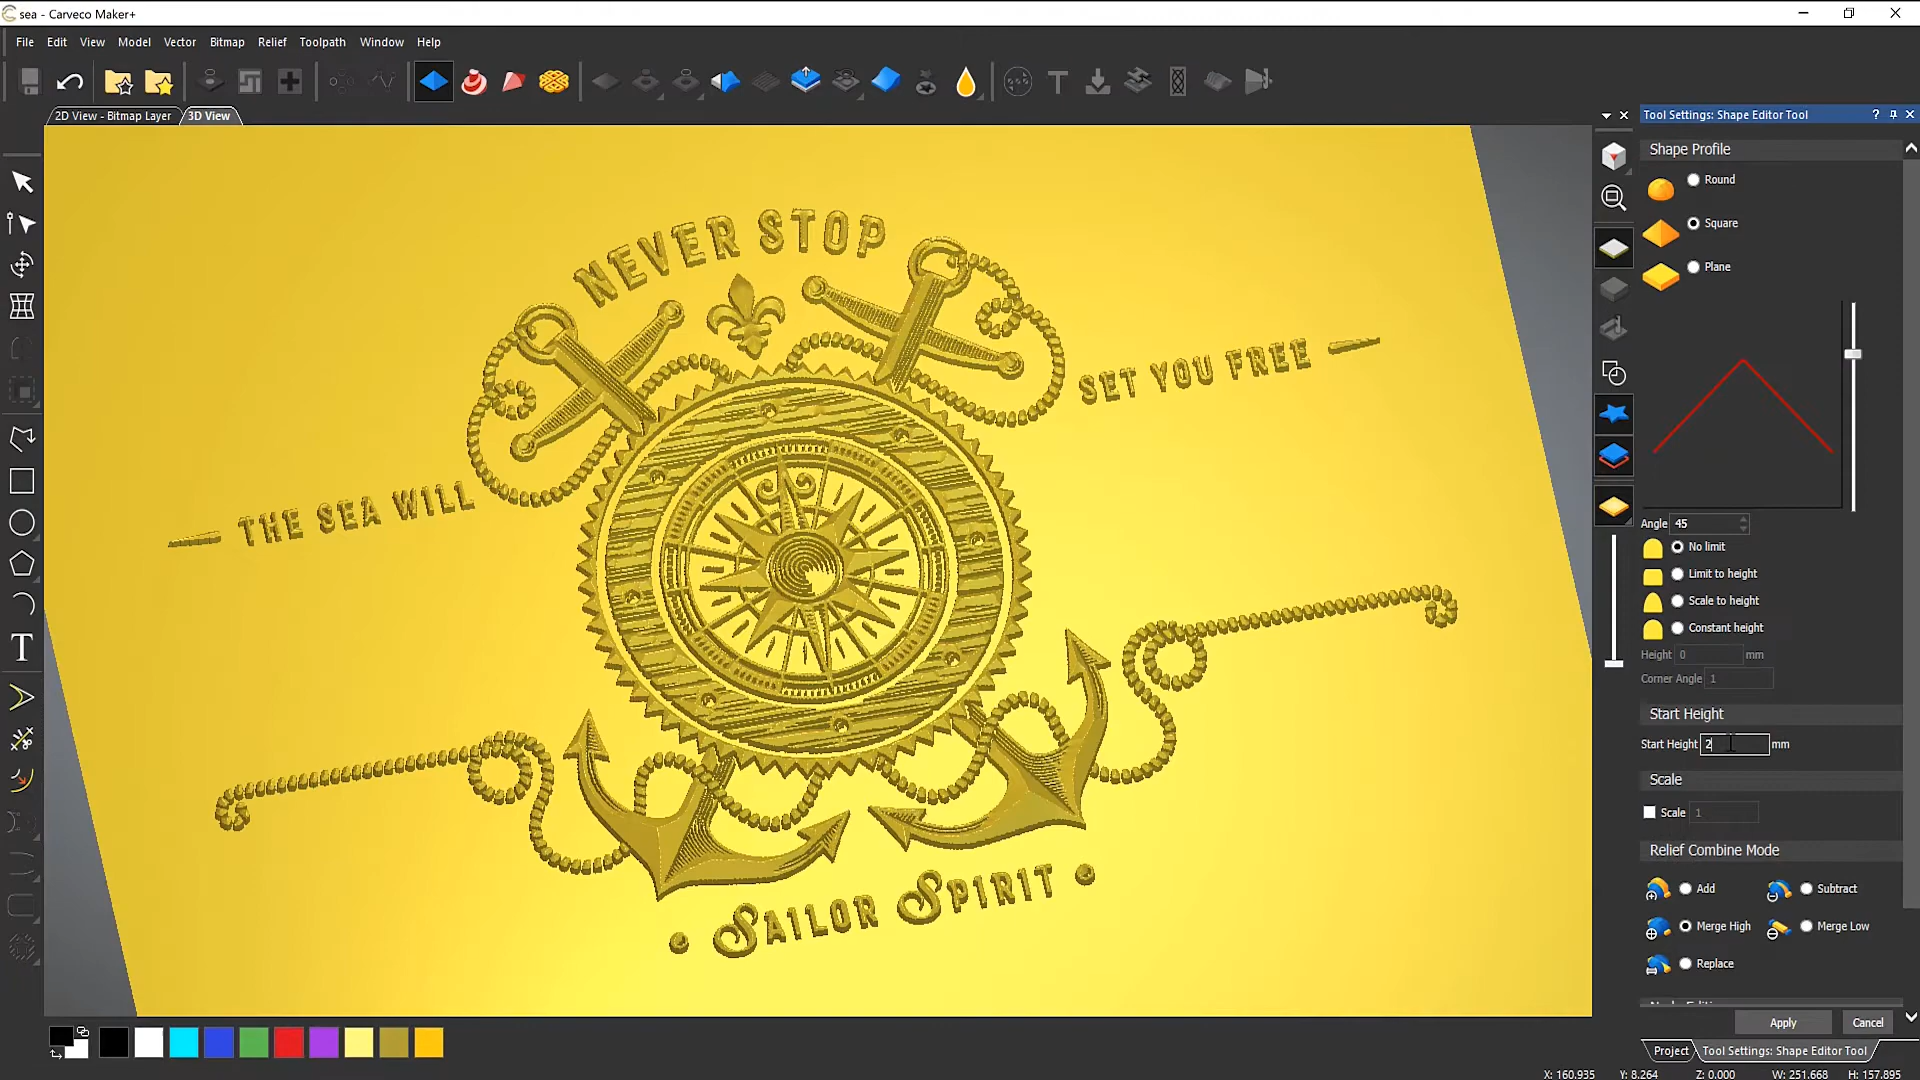 sea - Carveco Maker+
File Edit View Model Vector Bitmap Relief Toolpath Window Help
2D View - Bitmap Layer 3D View
Tool Settings: Shape Editor Tool
Shape Profile
Round
Square
Plane
Angle 45
No limit
Limit to height
Scale to height
Constant height
Height 0 mm
Corner Angle 1
Start Height
Start Height 2 mm
Scale
Scale 1
Relief Combine Mode
Add Subtract
Merge High Merge Low
Replace
Apply Cancel
Project Tool Settings: Shape Editor Tool
X: 160.935 Y: 8.264 Z: 0.000 W: 251.668 H: 157.895
NEVER STOP
THE SEA WILL
SET YOU FREE
SAILOR SPIRIT